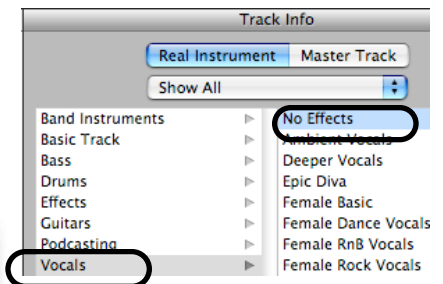 Track Info
Real Instrument Master Track
Show All
Band Instruments No Effects
Basic Track Ambient Vocals
Bass Deeper Vocals
Drums Epic Diva
Effects Female Basic
Guitars Female Dance Vocals
Podcasting Female RnB Vocals
Vocals Female Rock Vocals